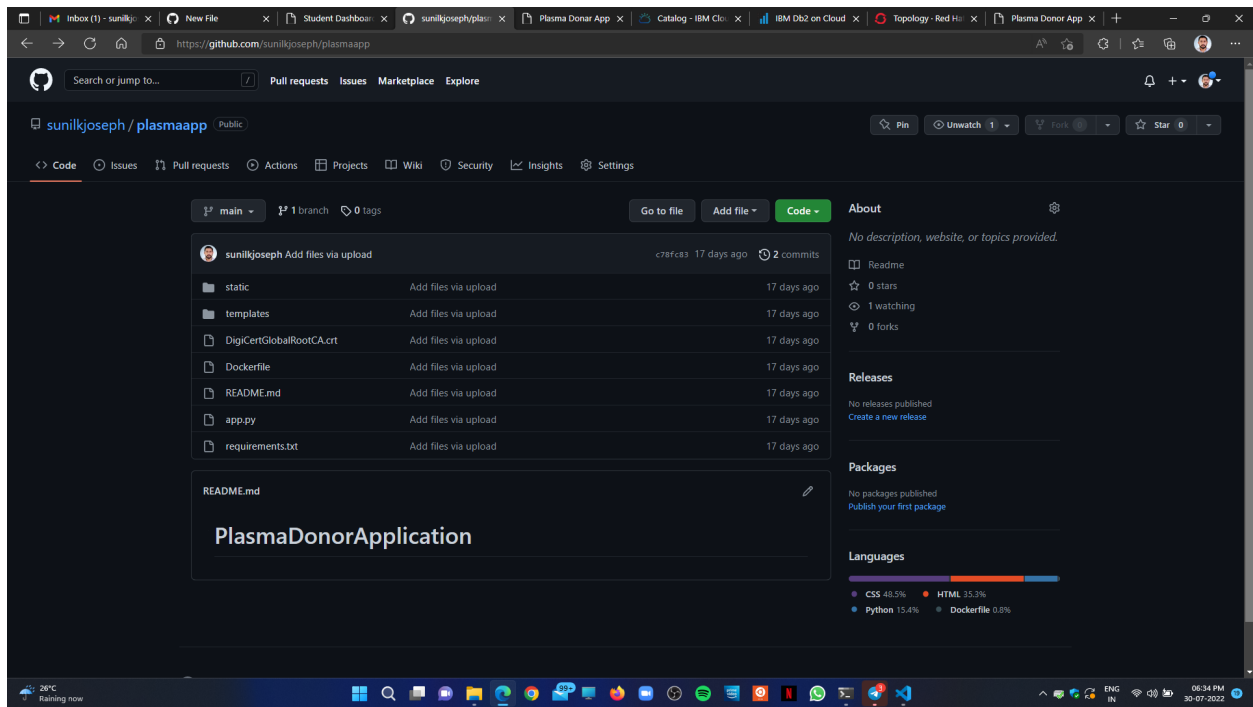 Inbox (1) - sunilkjo
New File
Student Dashboar
sunilkjoseph/plasm
Plasma Donar App
Catalog - IBM Clou
IBM Db2 on Cloud
Topology · Red Ha
Plasma Donor App
https://github.com/sunilkjoseph/plasmaapp
Search or jump to... /
Pull requests Issues Marketplace Explore
sunilkjoseph / plasmaapp Public
Pin Unwatch 1 Fork 0 Star 0
Code Issues Pull requests Actions Projects Wiki Security Insights Settings
main 1 branch 0 tags Go to file Add file Code
sunilkjoseph Add files via upload c78fc83 17 days ago 2 commits
static Add files via upload 17 days ago
templates Add files via upload 17 days ago
DigiCertGlobalRootCA.crt Add files via upload 17 days ago
Dockerfile Add files via upload 17 days ago
README.md Add files via upload 17 days ago
app.py Add files via upload 17 days ago
requirements.txt Add files via upload 17 days ago
README.md
PlasmaDonorApplication
About
No description, website, or topics provided.
Readme
0 stars
1 watching
0 forks
Releases
No releases published
Create a new release
Packages
No packages published
Publish your first package
Languages
CSS 48.5% HTML 35.3%
Python 15.4% Dockerfile 0.8%
26°C
Raining now
99+
ENG
IN
06:34 PM
30-07-2022